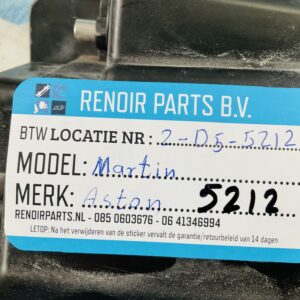 RENOIR PARTS B.V.
BTW LOCATIE NR : 2-D5-5212
MODEL: Martin
MERK: Aston 5212
RENOIRPARTS.NL - 085 0603676 - 06 41346994
LETOP: Na het verwijderen van de sticker vervalt de garantie/retourbeleid van 14 dagen